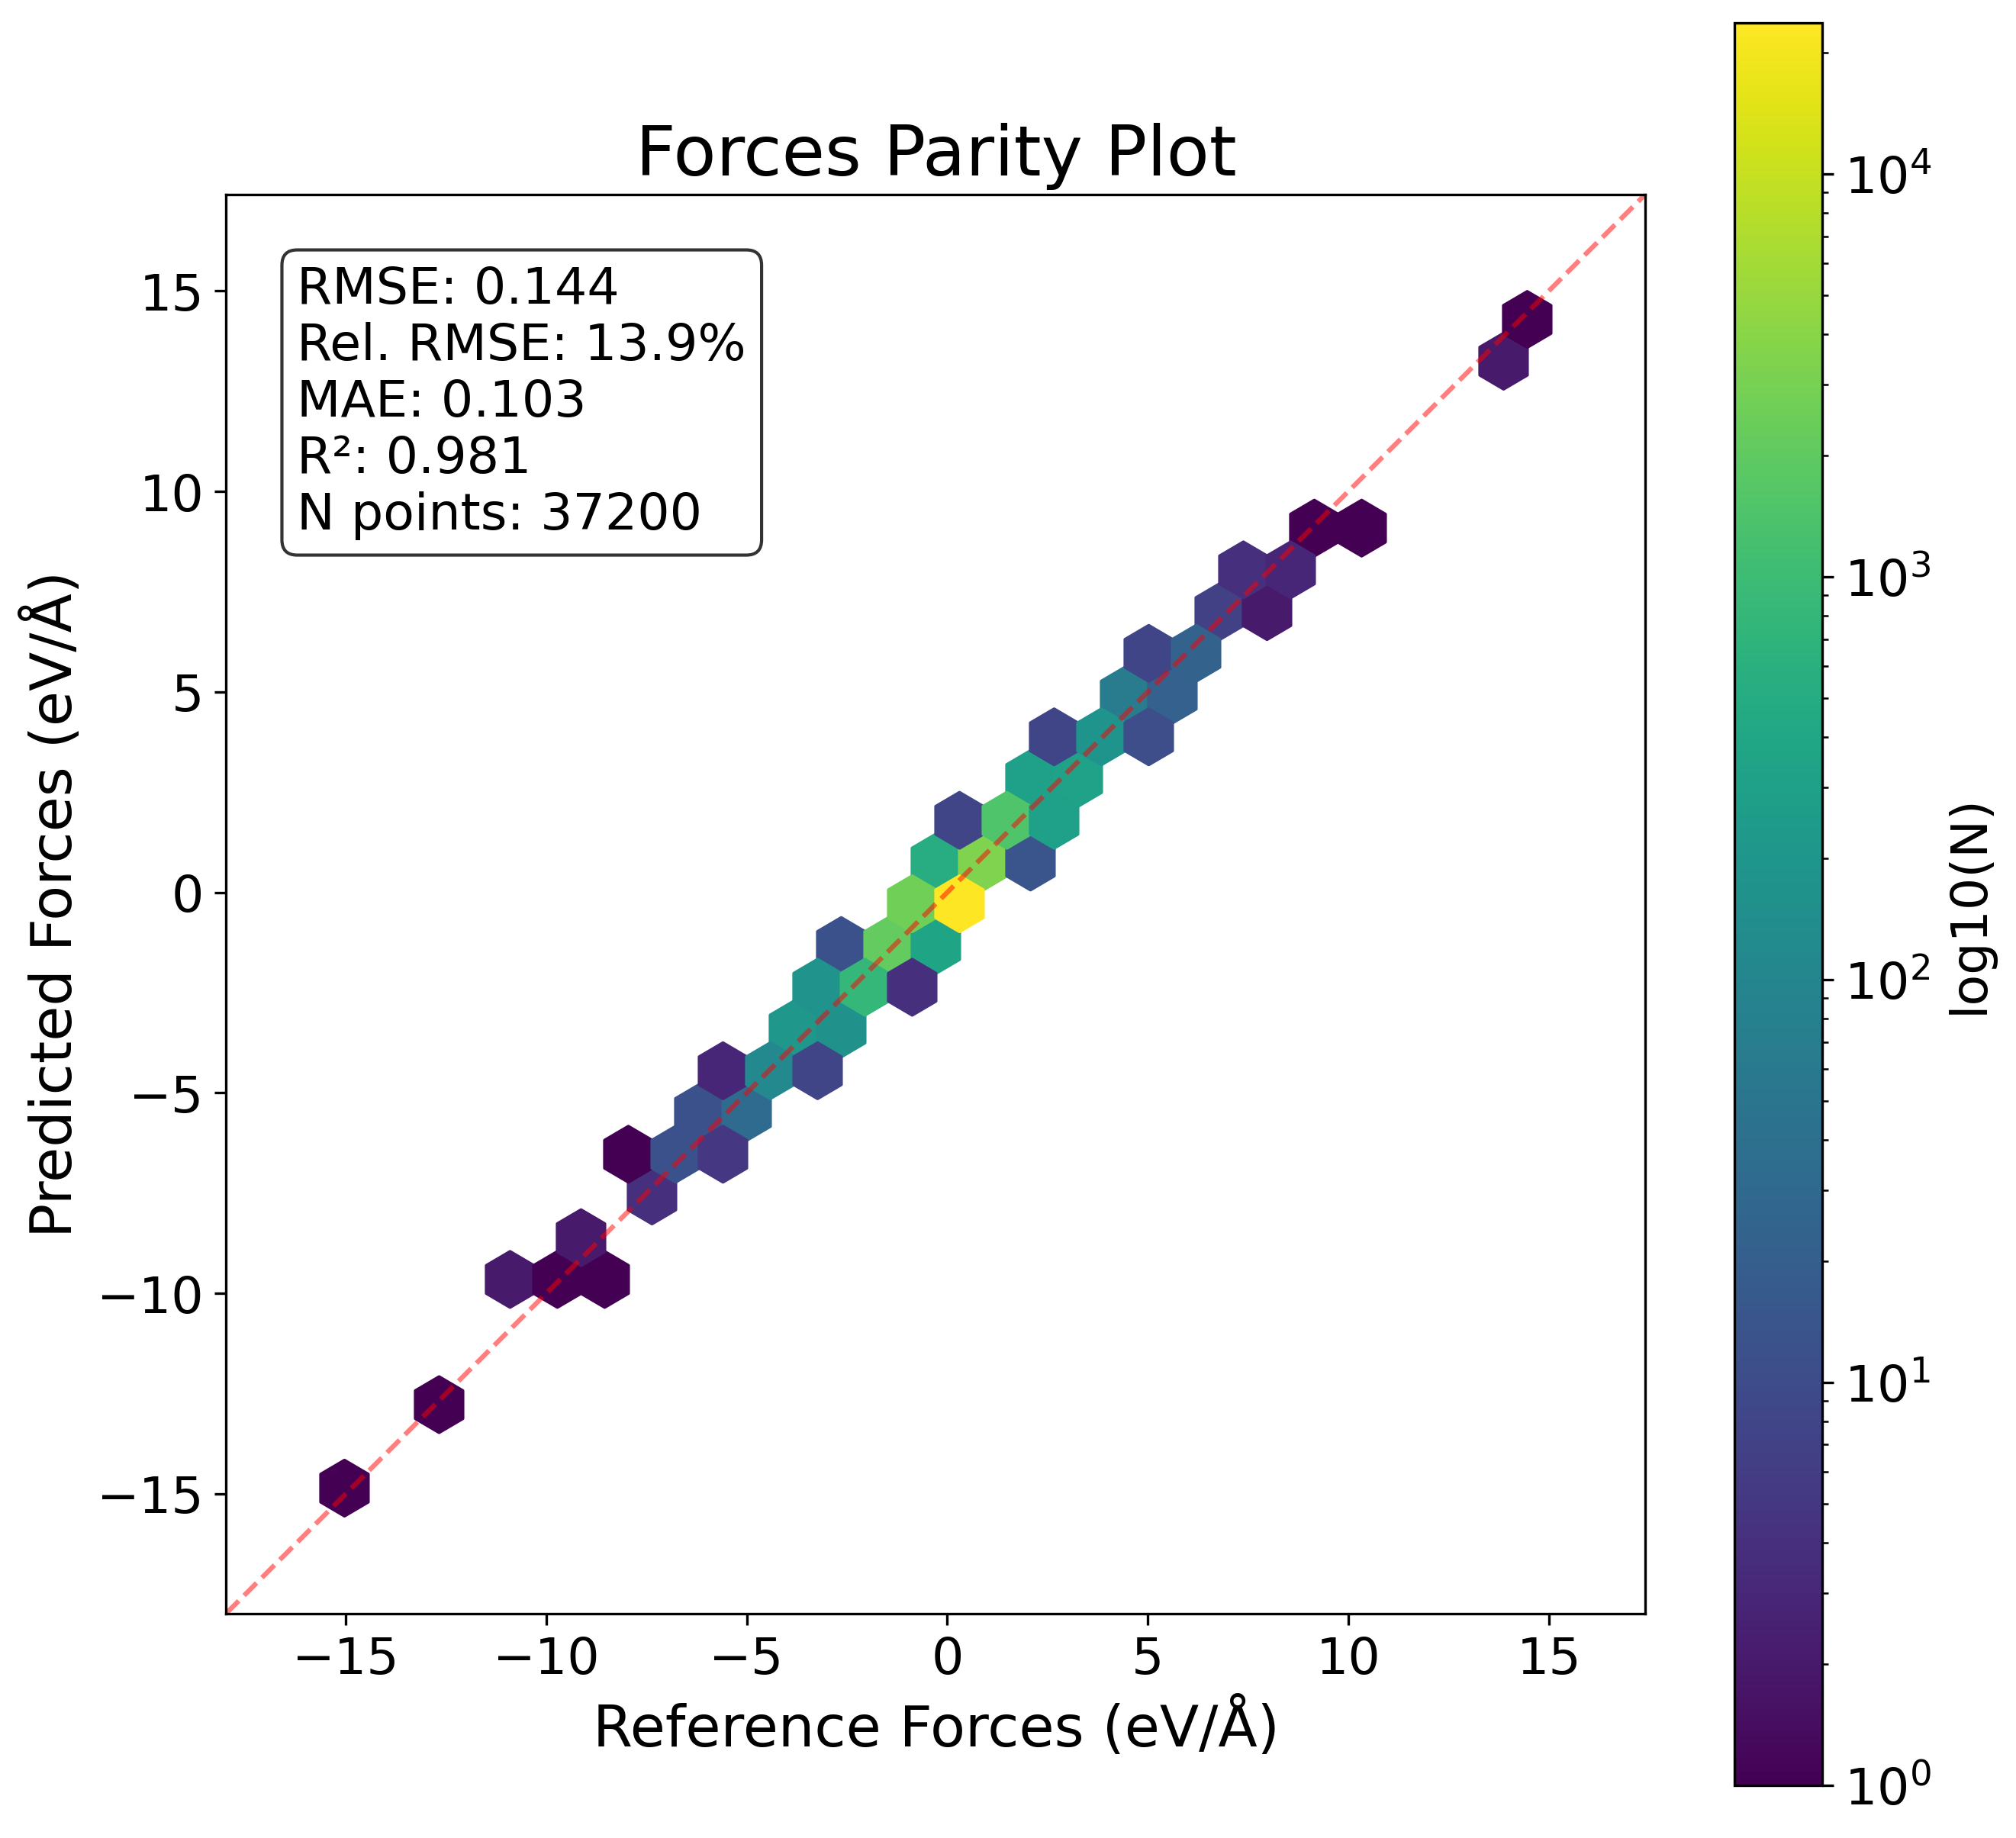 Forces Parity Plot
RMSE: 0.144
Rel. RMSE: 13.9%
MAE: 0.103
R²: 0.981
N points: 37200
Predicted Forces (eV/Å)
15
10
5
0
−5
−10
−15
−15 −10 −5 0 5 10 15
Reference Forces (eV/Å)
10⁴
10³
10²
10¹
10⁰
log10(N)